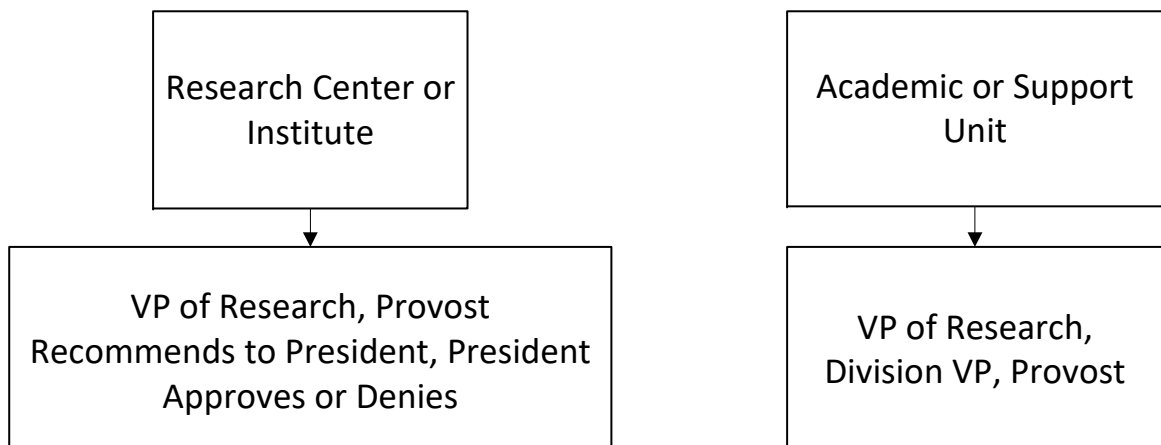 Research Center or
Institute
Academic or Support
Unit
VP of Research, Provost
Recommends to President, President
Approves or Denies
VP of Research,
Division VP, Provost